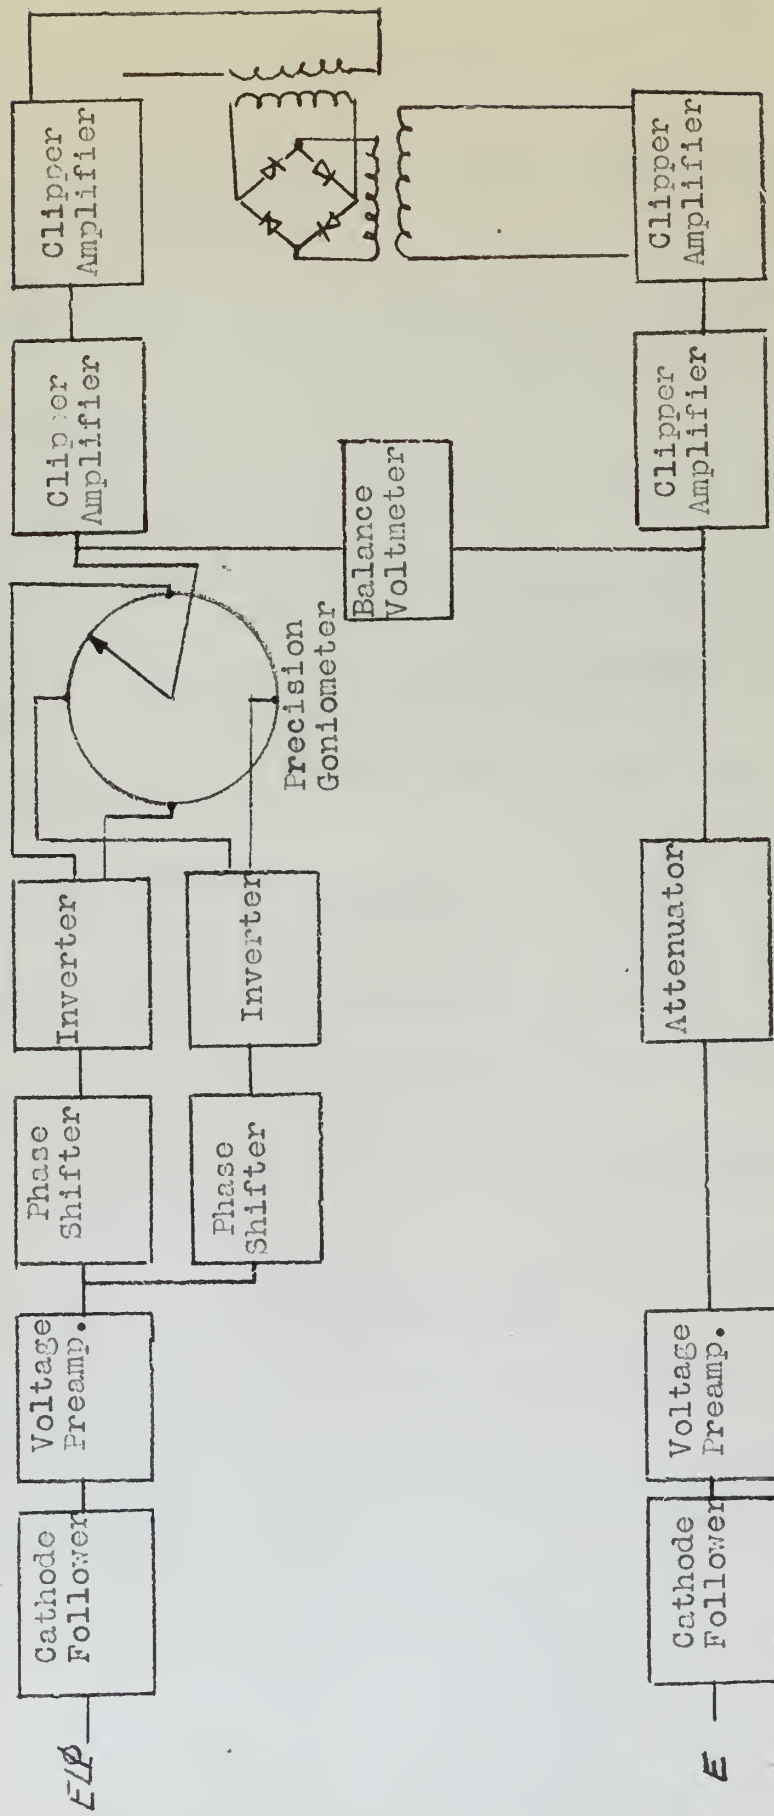 E∠Ø
Cathode
Follower
Voltage
Preamp.
Phase
Shifter
Inverter
Phase
Shifter
Inverter
Precision
Goniometer
Clipper
Amplifier
Clipper
Amplifier
Balance
Voltmeter
E
Cathode
Follower
Voltage
Preamp.
Attenuator
Clipper
Amplifier
Clipper
Amplifier